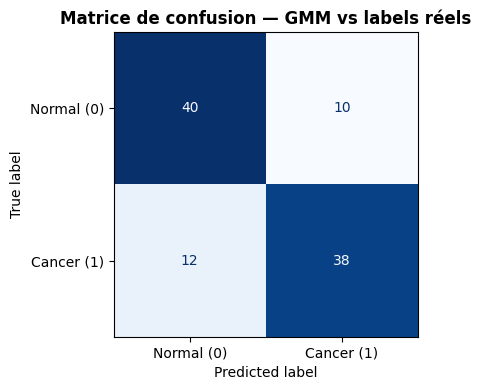 Matrice de confusion — GMM vs labels réels
True label
Normal (0)
40
10
Cancer (1)
12
38
Normal (0)
Cancer (1)
Predicted label